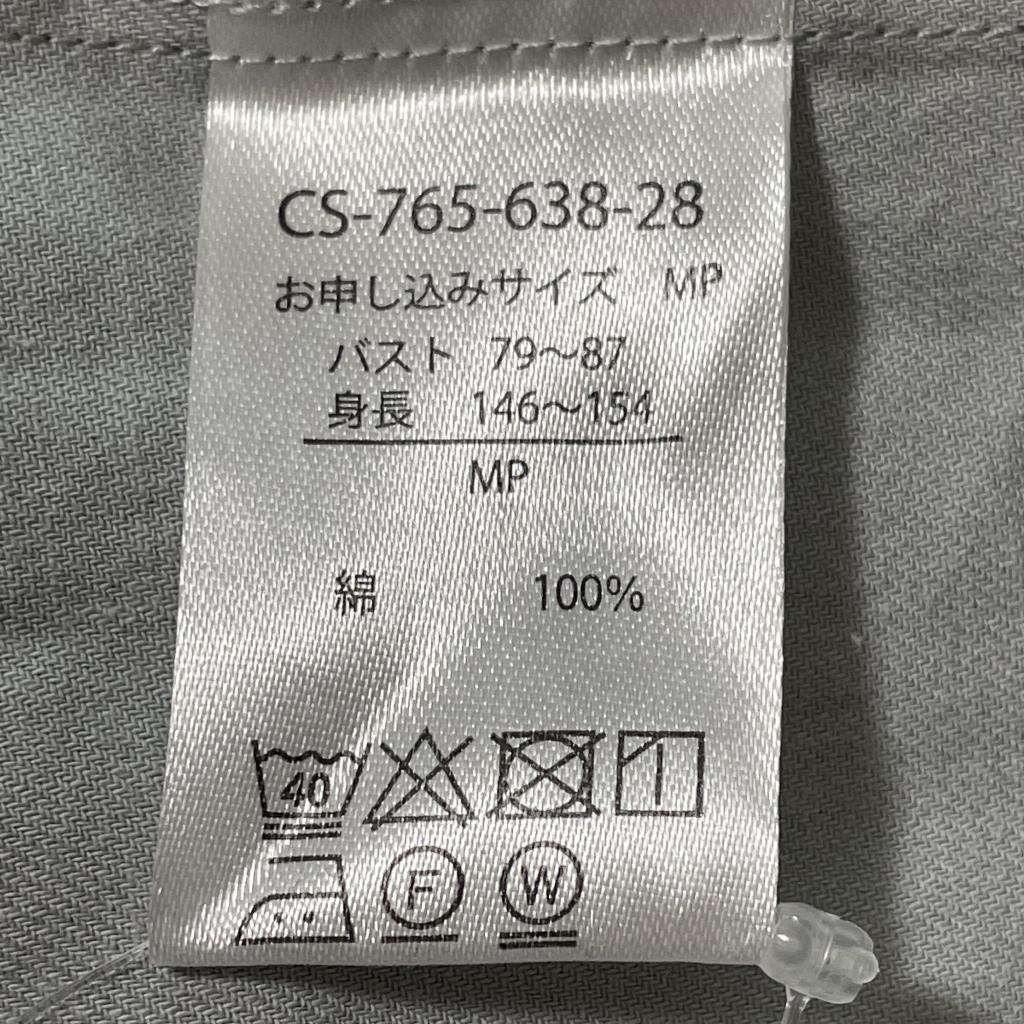 CS-765-638-28
お申し込みサイズ MP
バスト 79～87
身長 146～154
MP
綿 100%
40
F W